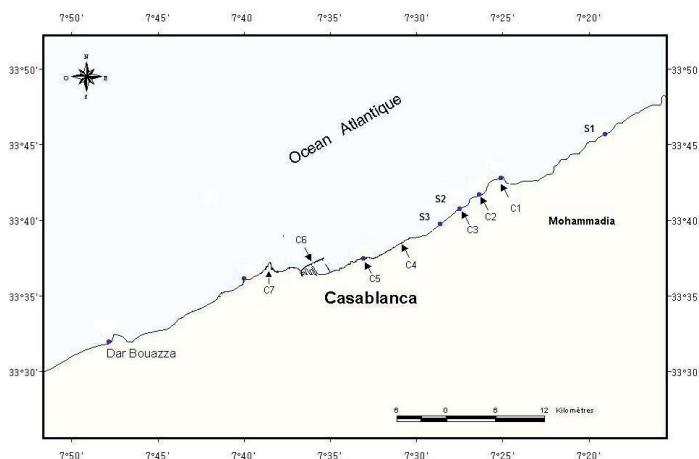 7°50' 7°45' 7°40' 7°35' 7°30' 7°25' 7°20'
N
O E
33°50' 33°50'
Ocean Atlantique
S1
33°45' 33°45'
S2
C1
C2
Mohammadia
S3
C3
33°40' 33°40'
C6
C4
C5
C7
33°35' 33°35'
Casablanca
Dar Bouazza
33°30' 33°30'
6 0 6 12 Kilomètres
7°50' 7°45' 7°40' 7°35' 7°30' 7°25' 7°20'